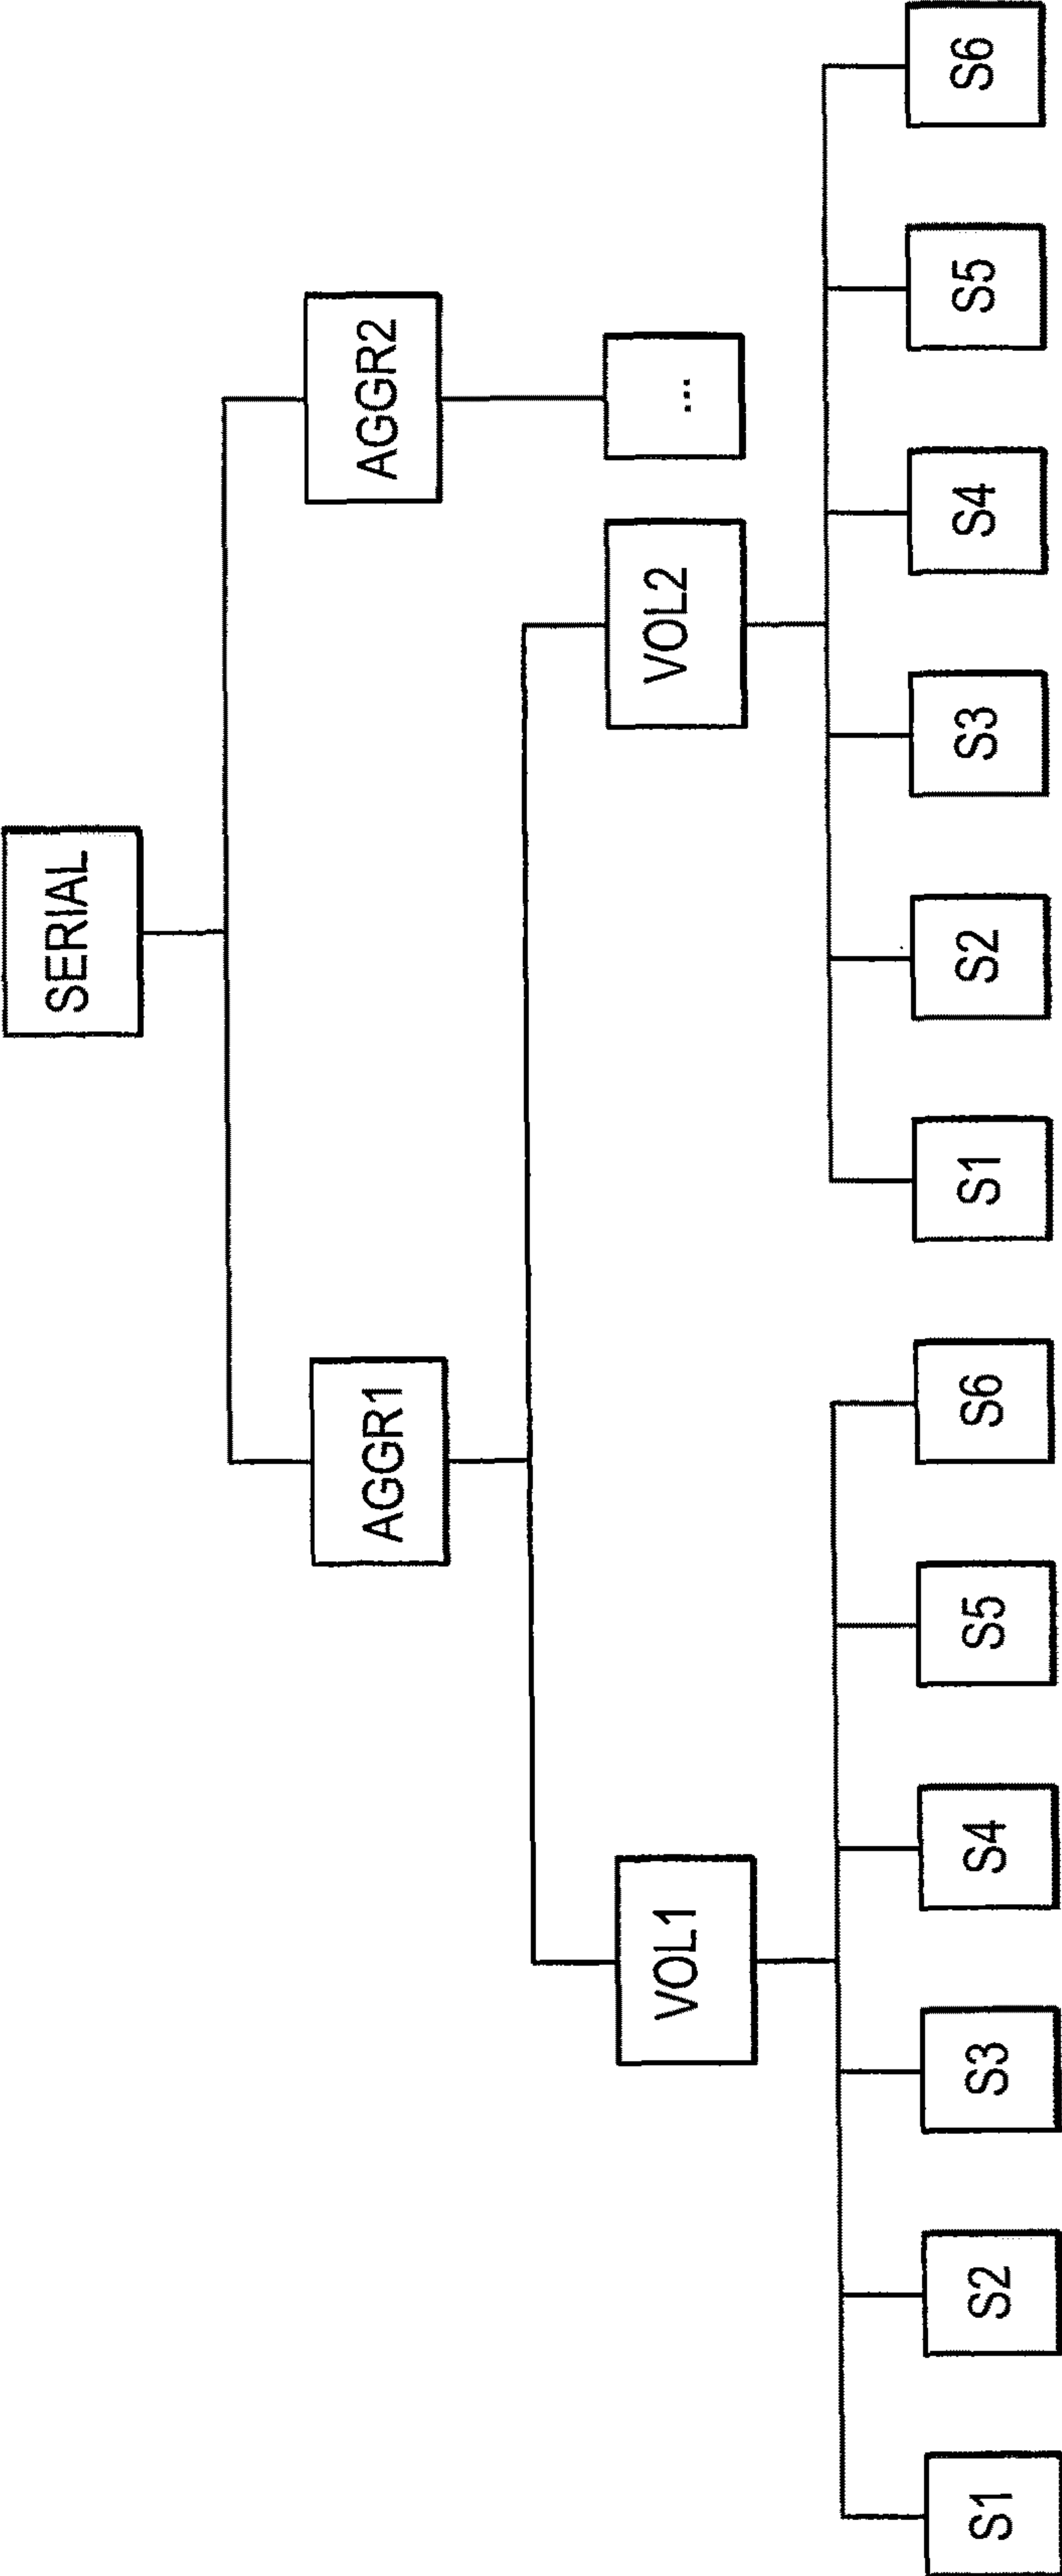 SERIAL
AGGR1
AGGR2
VOL1
VOL2
...
S1
S2
S3
S4
S5
S6
S1
S2
S3
S4
S5
S6